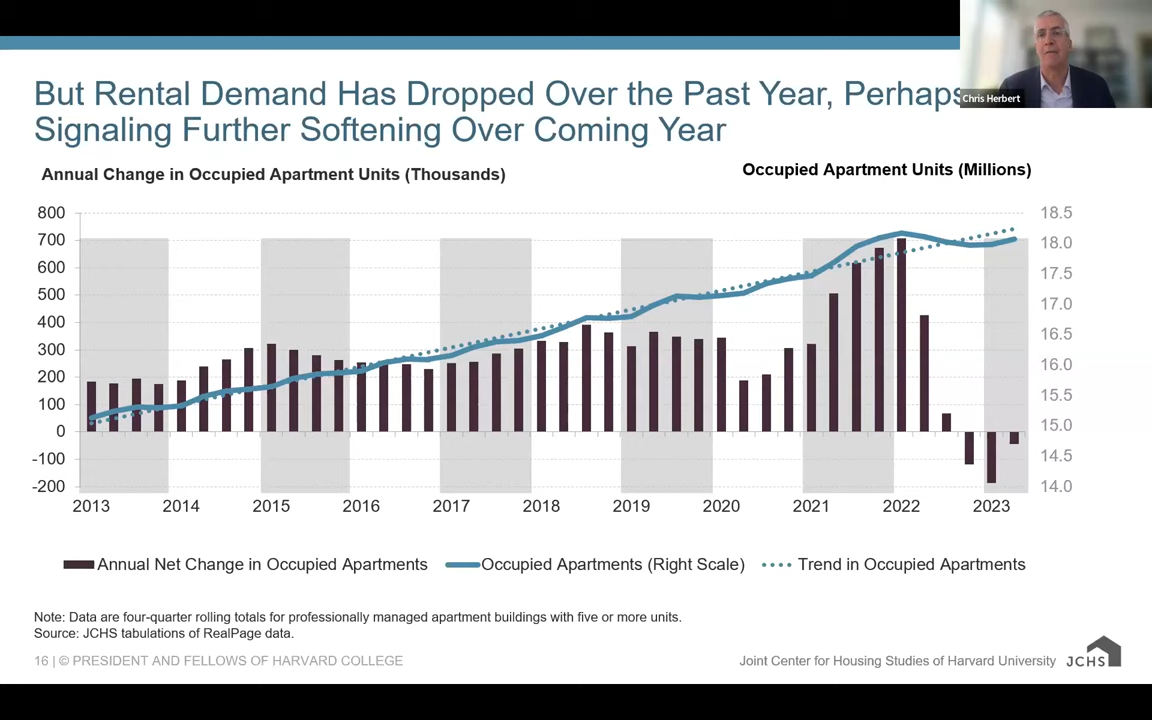 But Rental Demand Has Dropped Over the Past Year, Perhaps
Signaling Further Softening Over Coming Year
Chris Herbert
Annual Change in Occupied Apartment Units (Thousands)
Occupied Apartment Units (Millions)
800
700
600
500
400
300
200
100
0
-100
-200
18.5
18.0
17.5
17.0
16.5
16.0
15.5
15.0
14.5
14.0
2013 2014 2015 2016 2017 2018 2019 2020 2021 2022 2023
Annual Net Change in Occupied Apartments Occupied Apartments (Right Scale) Trend in Occupied Apartments
Note: Data are four-quarter rolling totals for professionally managed apartment buildings with five or more units.
Source: JCHS tabulations of RealPage data.
16 | © PRESIDENT AND FELLOWS OF HARVARD COLLEGE
Joint Center for Housing Studies of Harvard University JCHS